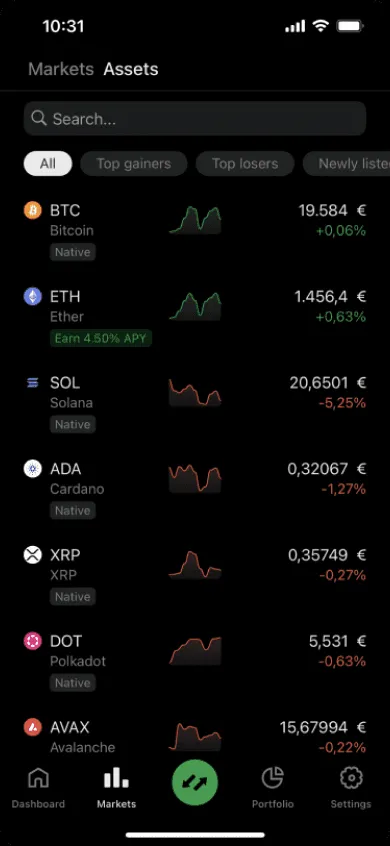 10:31
Markets Assets
Search...
All Top gainers Top losers Newly liste
BTC 19.584 €
Bitcoin +0,06%
Native
ETH 1.456,4 €
Ether +0,63%
Earn 4.50% APY
SOL 20,6501 €
Solana -5,25%
Native
ADA 0,32067 €
Cardano -1,27%
Native
XRP 0,35749 €
XRP -0,27%
Native
DOT 5,531 €
Polkadot -0,63%
Native
AVAX 15,67994 €
Avalanche -0,22%
Dashboard Markets Portfolio Settings